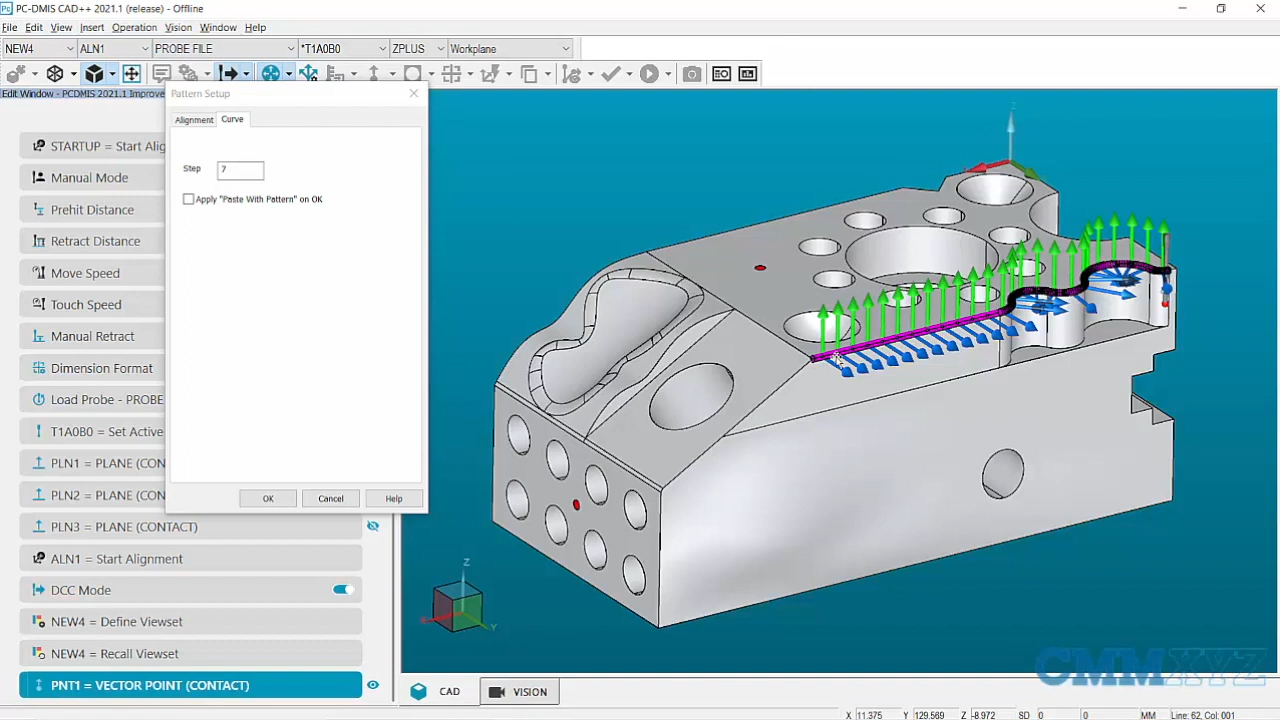 PC-DMIS CAD++ 2021.1 (release) - Offline
File Edit View Insert Operation Vision Window Help
NEW4 ALN1 PROBE FILE *T1A0B0 ZPLUS Workplane
Edit Window - PCDMIS 2021.1 Improve
Pattern Setup
Alignment Curve
Step 7
Apply "Paste With Pattern" on OK
OK Cancel Help
STARTUP = Start Alig
Manual Mode
Prehit Distance
Retract Distance
Move Speed
Touch Speed
Manual Retract
Dimension Format
Load Probe - PROBE
T1A0B0 = Set Active
PLN1 = PLANE (CON
PLN2 = PLANE (CON
PLN3 = PLANE (CONTACT)
ALN1 = Start Alignment
DCC Mode
NEW4 = Define Viewset
NEW4 = Recall Viewset
PNT1 = VECTOR POINT (CONTACT)
Z
Z
X
Y
CMMXYZ
CAD VISION
X 11.375 Y 129.569 Z -8.972 SD 0 0 MM Line: 62, Col: 001